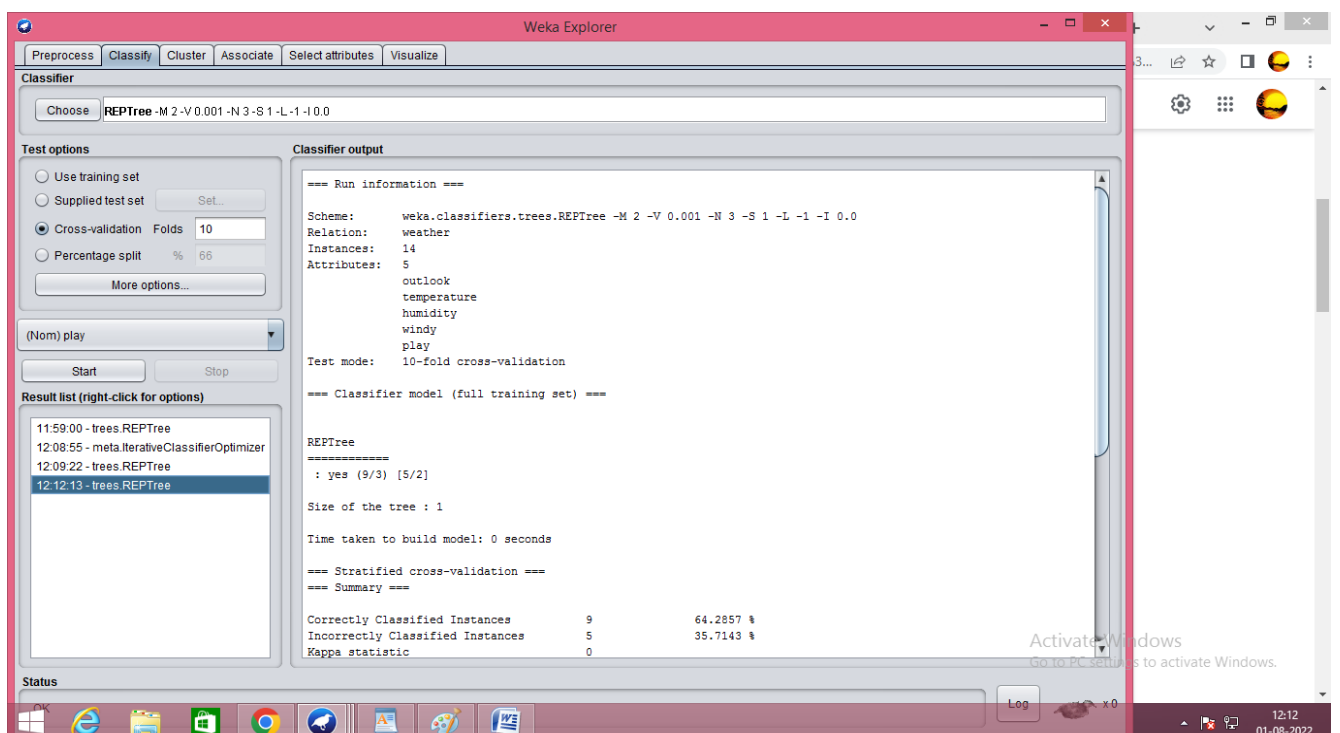 Weka Explorer
Preprocess Classify Cluster Associate Select attributes Visualize
Classifier
Choose REPTree -M 2 -V 0.001 -N 3 -S 1 -L -1 -I 0.0
Test options
Use training set
Supplied test set Set...
Cross-validation Folds 10
Percentage split % 66
More options...
(Nom) play
Start Stop
Result list (right-click for options)
11:59:00 - trees.REPTree
12:08:55 - meta.IterativeClassifierOptimizer
12:09:22 - trees.REPTree
12:12:13 - trees.REPTree
Classifier output
=== Run information ===
Scheme: weka.classifiers.trees.REPTree -M 2 -V 0.001 -N 3 -S 1 -L -1 -I 0.0
Relation: weather
Instances: 14
Attributes: 5
outlook
temperature
humidity
windy
play
Test mode: 10-fold cross-validation
=== Classifier model (full training set) ===
REPTree
============
: yes (9/3) [5/2]
Size of the tree : 1
Time taken to build model: 0 seconds
=== Stratified cross-validation ===
=== Summary ===
Correctly Classified Instances 9 64.2857 %
Incorrectly Classified Instances 5 35.7143 %
Kappa statistic 0
Status
OK
Log x 0
3...
Activate Windows
Go to PC settings to activate Windows.
12:12
01-08-2022